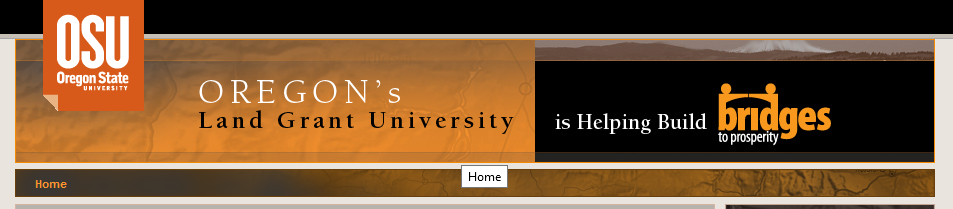 OSU
Oregon State
UNIVERSITY
OREGON's
Land Grant University
is Helping Build
bridges
to prosperity
Home
Home